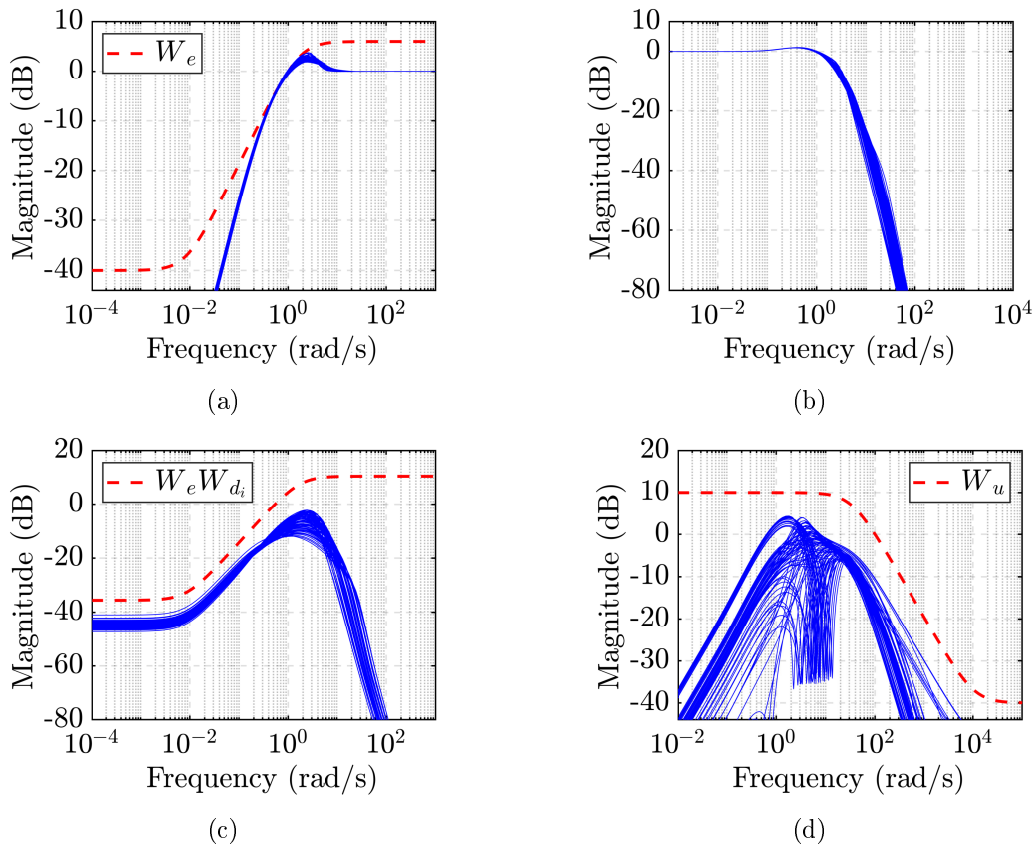 10
0
-10
-20
-30
-40
Magnitude (dB)
W_e
10^{-4} 10^{-2} 10^0 10^2
Frequency (rad/s)
(a)
0
-20
-40
-60
-80
Magnitude (dB)
10^{-2} 10^0 10^2 10^4
Frequency (rad/s)
(b)
20
0
-20
-40
-60
-80
Magnitude (dB)
W_e W_{d_i}
10^{-4} 10^{-2} 10^0 10^2
Frequency (rad/s)
(c)
20
10
0
-10
-20
-30
-40
Magnitude (dB)
W_u
10^{-2} 10^0 10^2 10^4
Frequency (rad/s)
(d)